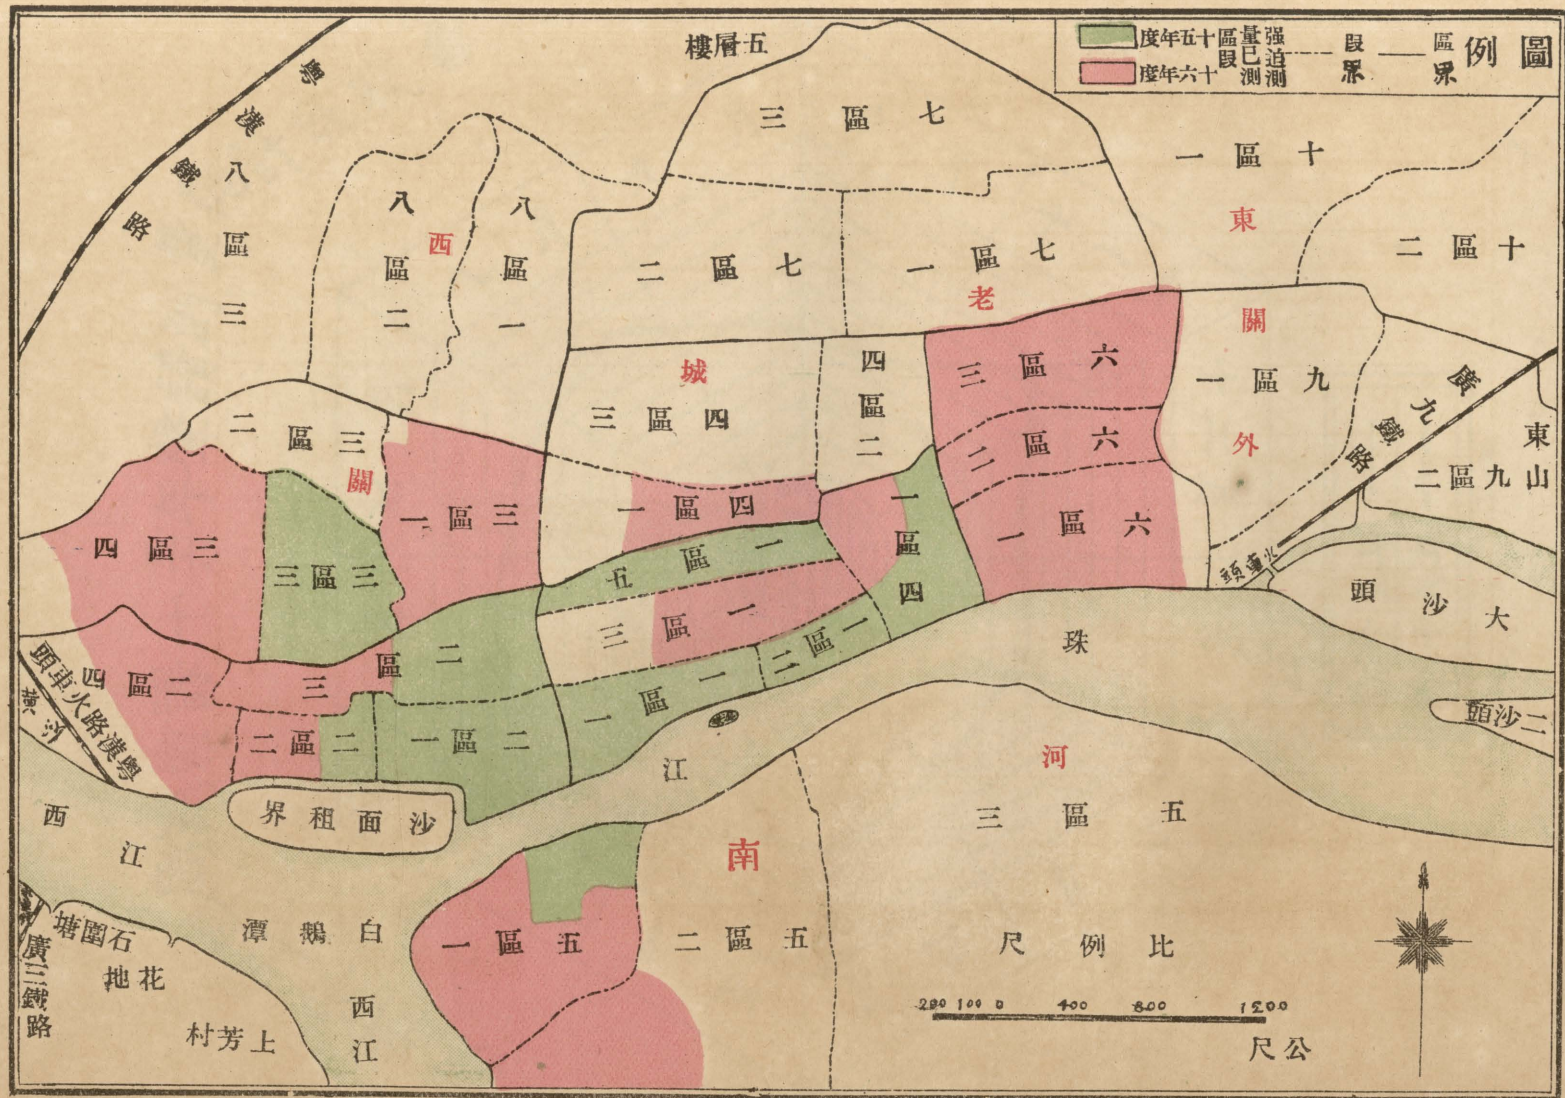 圖例
區界
段界
强迫測量已測區段
十五年度
十六年度
五層樓
粤漢鐵路
七區三
七區二
七區一
八區三
八區二
八區一
十區一
十區二
西關
老城
東關外
河南
三區二
三區一
三區四
三區三
四區三
四區二
四區一
六區三
六區二
六區一
九區一
廣九鐵路
東山九區二
火車頭
大沙頭
二沙頭
一區五
一區四
一區三
一區二
一區一
二區四
二區三
二區二
二區一
粤漢路火車頭
沙面租界
珠江
西江
白鵝潭
西江
石圍塘
花地
上芳村
廣三鐵路
五區一
五區二
五區三
比例尺
200 100 0 400 800 1200
公尺